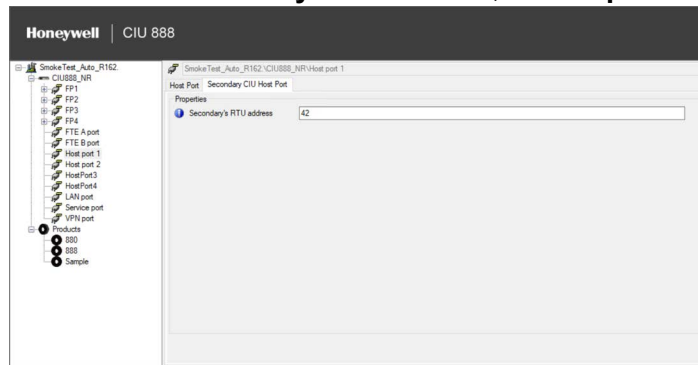 Honeywell | CIU 888
SmokeTest_Auto_R162.
CIU888_NR
FP1
FP2
FP3
FP4
FTE A port
FTE B port
Host port 1
Host port 2
HostPort3
HostPort4
LAN port
Service port
VPN port
Products
880
888
Sample
SmokeTest_Auto_R162.\CIU888_NR\Host port 1
Host Port Secondary CIU Host Port
Properties
Secondary's RTU address 42